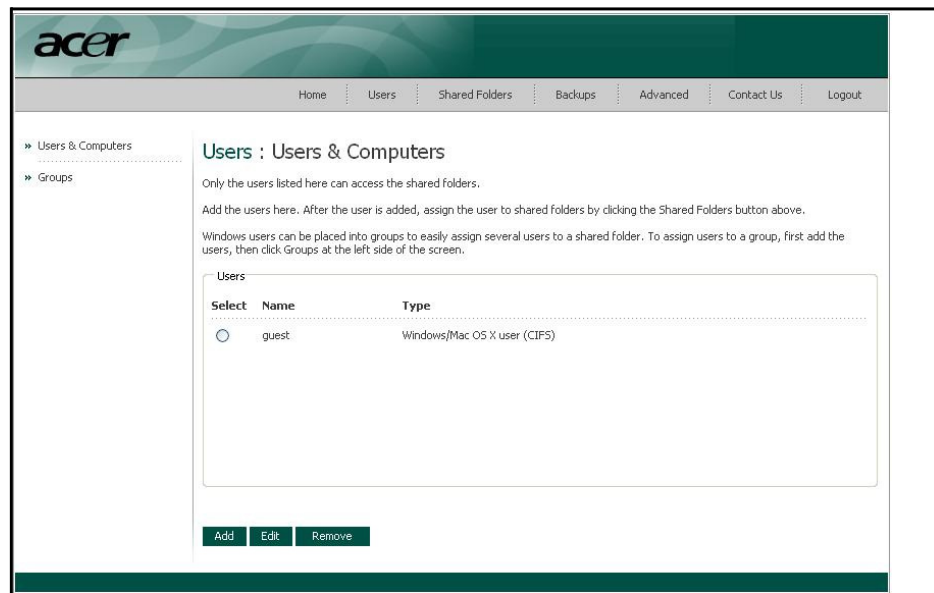 acer
Home Users Shared Folders Backups Advanced Contact Us Logout
» Users & Computers
» Groups
Users : Users & Computers
Only the users listed here can access the shared folders.
Add the users here. After the user is added, assign the user to shared folders by clicking the Shared Folders button above.
Windows users can be placed into groups to easily assign several users to a shared folder. To assign users to a group, first add the
users, then click Groups at the left side of the screen.
Users
Select Name Type
guest Windows/Mac OS X user (CIFS)
Add Edit Remove